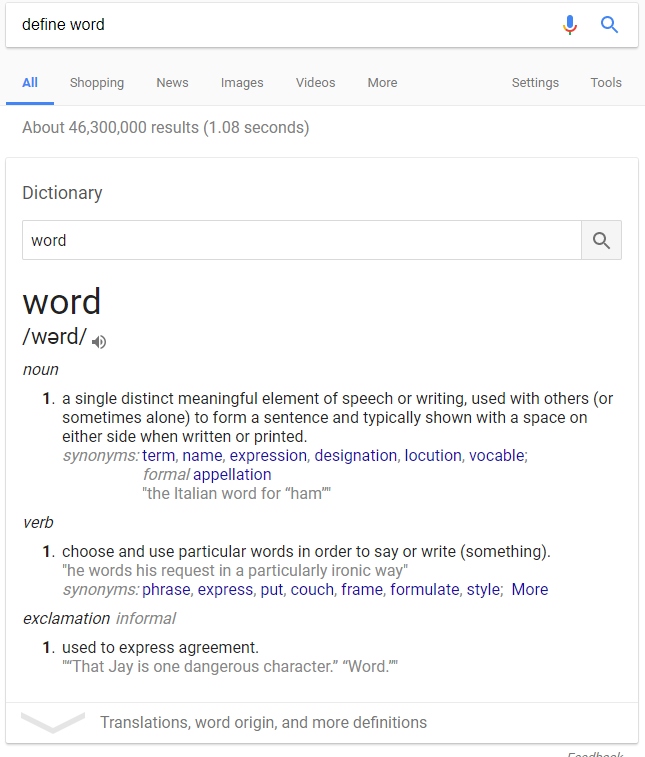 define word
All Shopping News Images Videos More Settings Tools
About 46,300,000 results (1.08 seconds)
Dictionary
word
word
/wərd/
noun
1. a single distinct meaningful element of speech or writing, used with others (or
sometimes alone) to form a sentence and typically shown with a space on
either side when written or printed.
synonyms: term, name, expression, designation, locution, vocable;
formal appellation
"the Italian word for “ham”"
verb
1. choose and use particular words in order to say or write (something).
"he words his request in a particularly ironic way"
synonyms: phrase, express, put, couch, frame, formulate, style; More
exclamation informal
1. used to express agreement.
"“That Jay is one dangerous character.” “Word.”"
Translations, word origin, and more definitions
Feedback